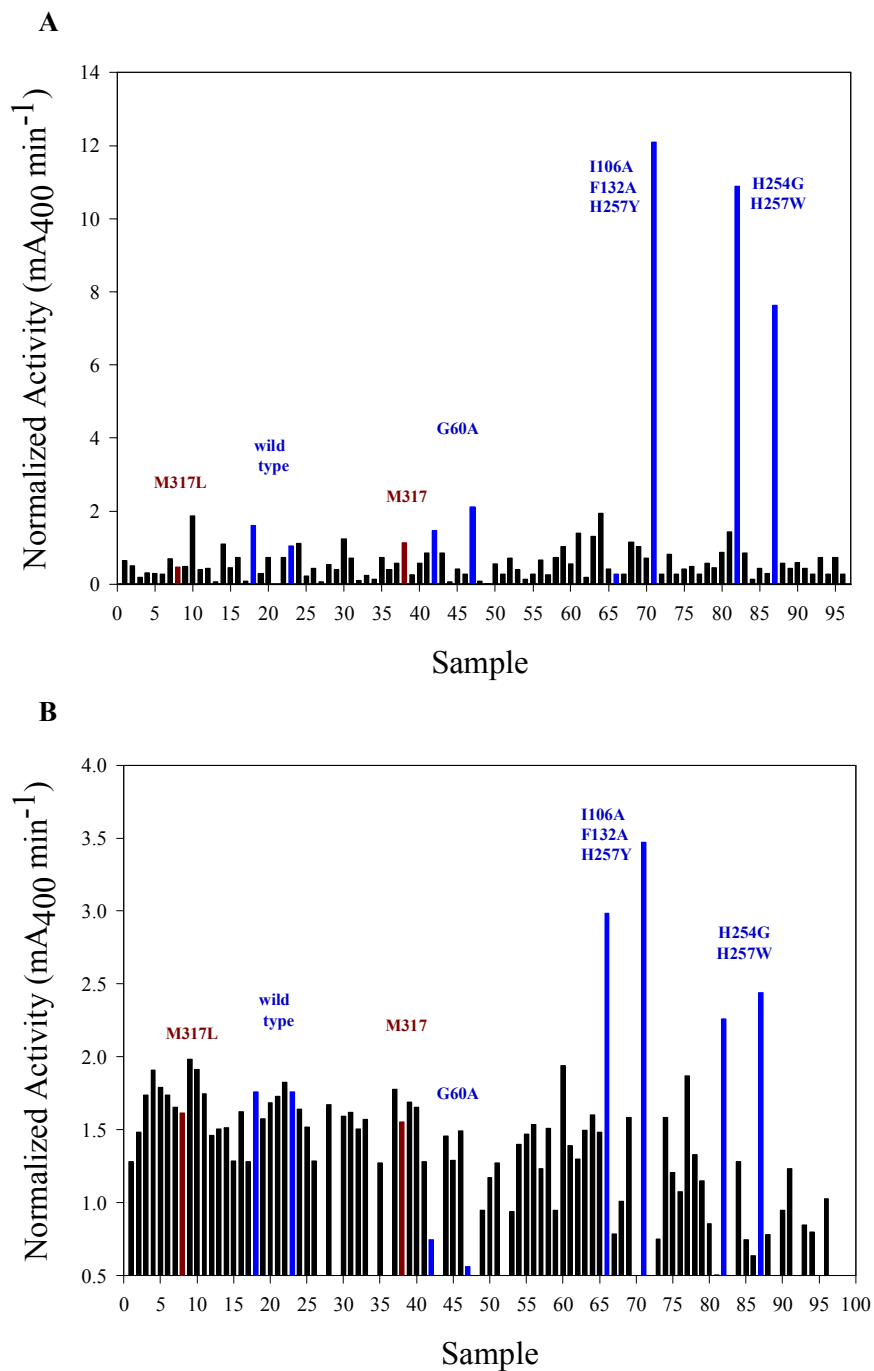 A
Normalized Activity (mA400 min-1)
14
12
10
8
6
4
2
0
I106A
F132A
H257Y
H254G
H257W
G60A
wild
type
M317L
M317
0 5 10 15 20 25 30 35 40 45 50 55 60 65 70 75 80 85 90 95
Sample
B
Normalized Activity (mA400 min-1)
4.0
3.5
3.0
2.5
2.0
1.5
1.0
0.5
I106A
F132A
H257Y
H254G
H257W
wild
type
M317L
M317
G60A
0 5 10 15 20 25 30 35 40 45 50 55 60 65 70 75 80 85 90 95 100
Sample